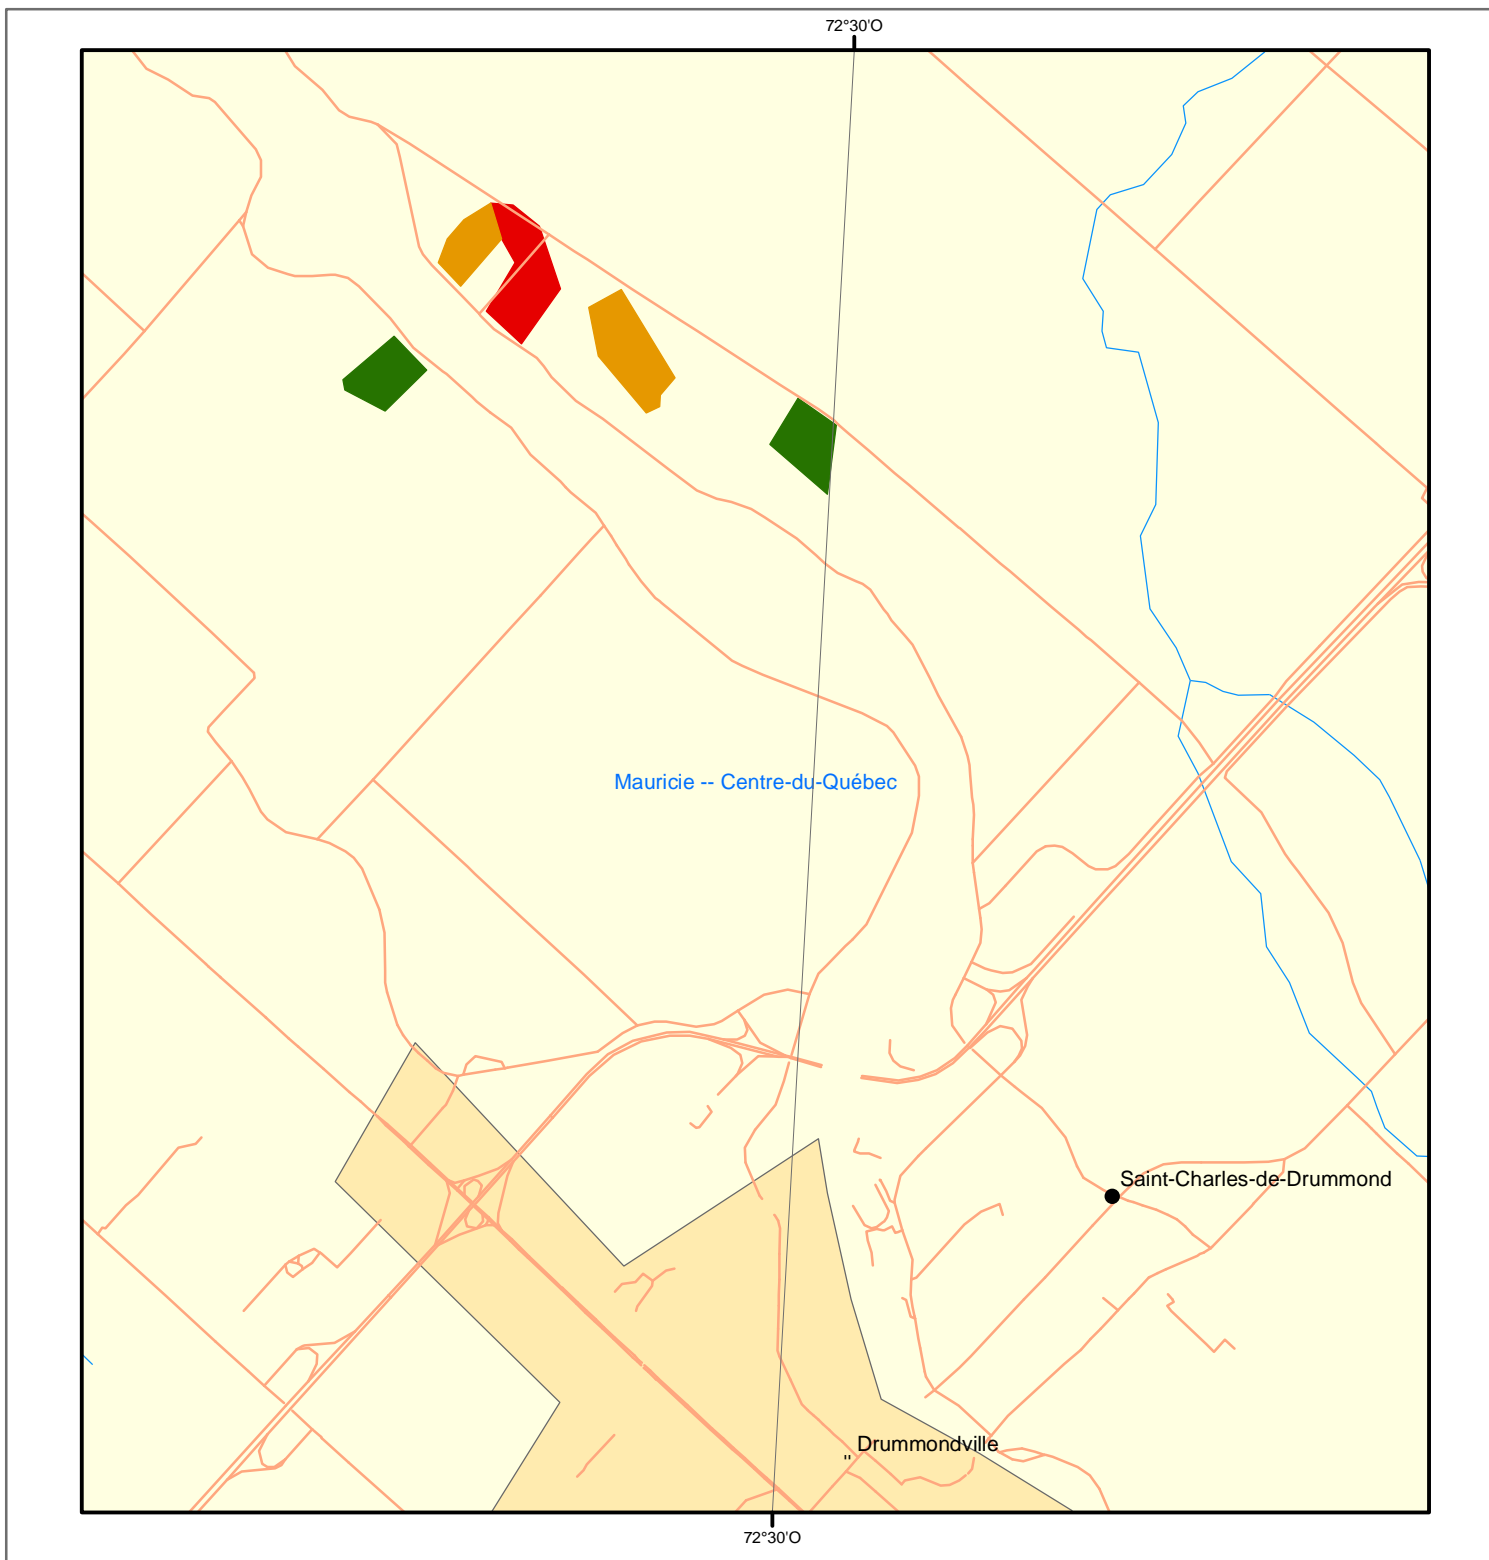 72°30'O
Mauricie -- Centre-du-Québec
Saint-Charles-de-Drummond
Drummondville
"
72°30'O